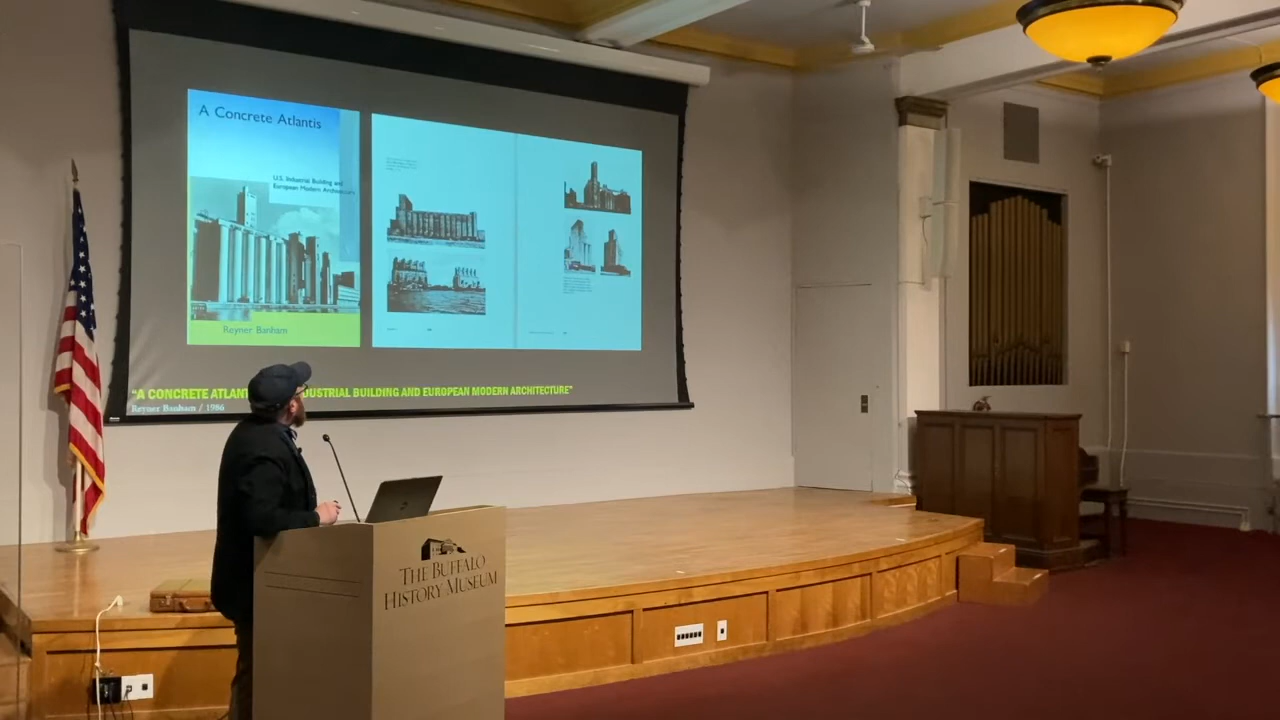 A Concrete Atlantis
U.S. Industrial Building and
European Modern Architecture
Reyner Banham
"A CONCRETE ATLANT DUSTRIAL BUILDING AND EUROPEAN MODERN ARCHITECTURE"
Reyner Banham / 1986
THE BUFFALO
HISTORY MUSEUM